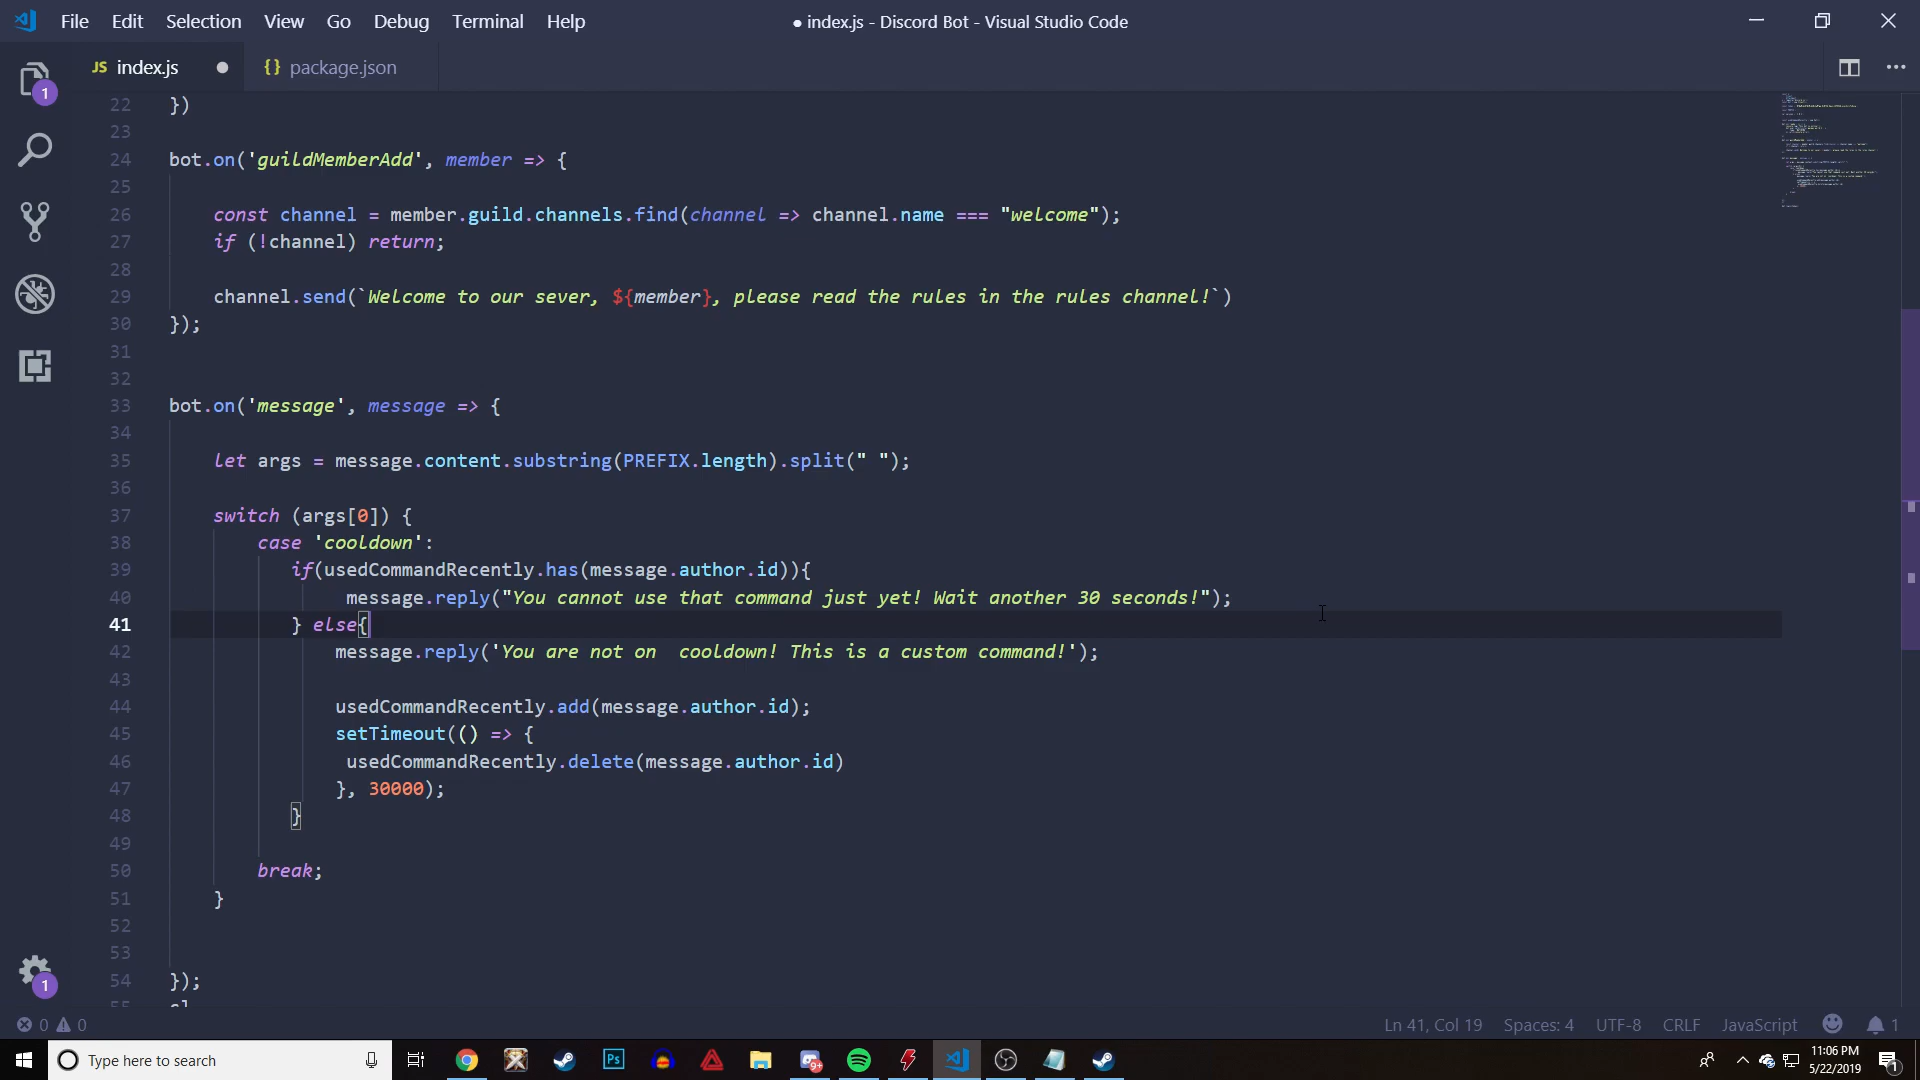 File Edit Selection View Go Debug Terminal Help
● index.js - Discord Bot - Visual Studio Code
JS index.js ●
{} package.json
1
22 })
23
24 bot.on('guildMemberAdd', member => {
25
26 const channel = member.guild.channels.find(channel => channel.name === "welcome");
27 if (!channel) return;
28
29 channel.send(`Welcome to our sever, ${member}, please read the rules in the rules channel!`)
30 });
31
32
33 bot.on('message', message => {
34
35 let args = message.content.substring(PREFIX.length).split(" ");
36
37 switch (args[0]) {
38 case 'cooldown':
39 if(usedCommandRecently.has(message.author.id)){
40 message.reply("You cannot use that command just yet! Wait another 30 seconds!");
41 } else{
42 message.reply('You are not on  cooldown! This is a custom command!');
43
44 usedCommandRecently.add(message.author.id);
45 setTimeout(() => {
46 usedCommandRecently.delete(message.author.id)
47 }, 30000);
48 }
49
50 break;
51 }
52
53
54 });
1
0 0
Ln 41, Col 19 Spaces: 4 UTF-8 CRLF JavaScript 1
Type here to search
Ps
9+
11:06 PM
5/22/2019
1